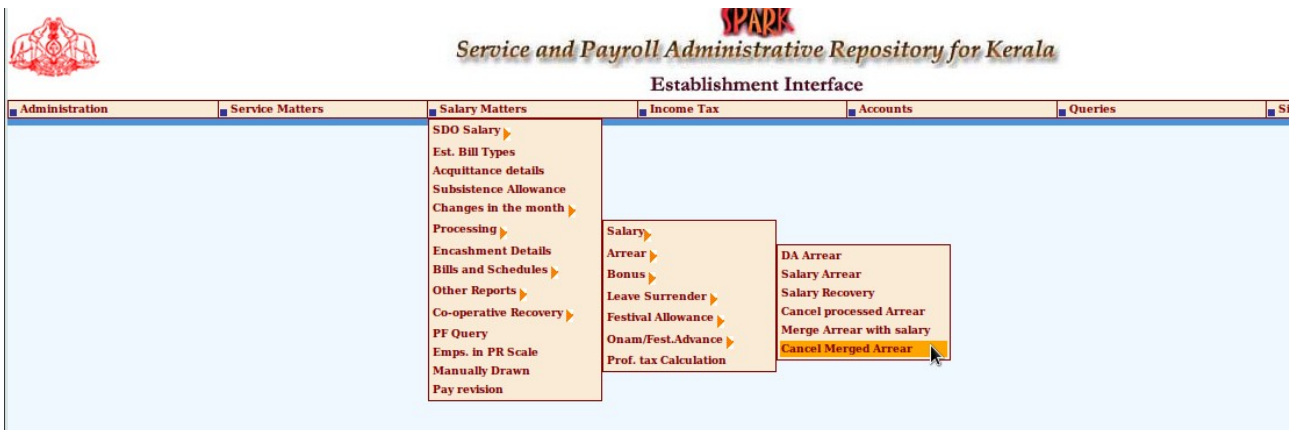 SPARK
Service and Payroll Administrative Repository for Kerala
Establishment Interface
Administration
Service Matters
Salary Matters
Income Tax
Accounts
Queries
SDO Salary
Est. Bill Types
Acquittance details
Subsistence Allowance
Changes in the month
Processing
Encashment Details
Bills and Schedules
Other Reports
Co-operative Recovery
PF Query
Emps. in PR Scale
Manually Drawn
Pay revision
Salary
Arrear
Bonus
Leave Surrender
Festival Allowance
Onam/Fest.Advance
Prof. tax Calculation
DA Arrear
Salary Arrear
Salary Recovery
Cancel processed Arrear
Merge Arrear with salary
Cancel Merged Arrear